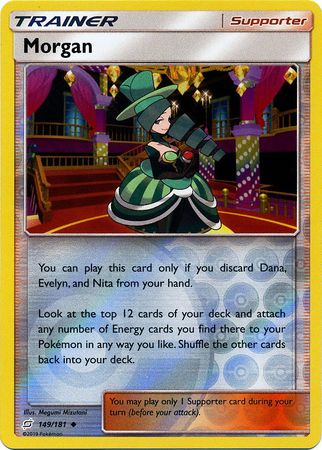 TRAINER Supporter
Morgan
You can play this card only if you discard Dana,
Evelyn, and Nita from your hand.
Look at the top 12 cards of your deck and attach
any number of Energy cards you find there to your
Pokémon in any way you like. Shuffle the other cards
back into your deck.
You may play only 1 Supporter card during your
turn (before your attack).
Illus. Megumi Mizutani
149/181 ◆
©2019 Pokémon